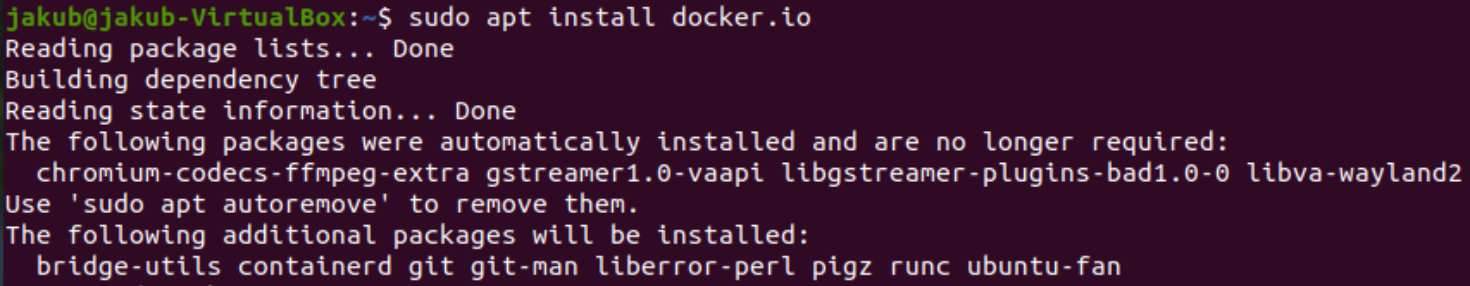 jakub@jakub-VirtualBox:~$ sudo apt install docker.io
Reading package lists... Done
Building dependency tree
Reading state information... Done
The following packages were automatically installed and are no longer required:
  chromium-codecs-ffmpeg-extra gstreamer1.0-vaapi libgstreamer-plugins-bad1.0-0 libva-wayland2
Use 'sudo apt autoremove' to remove them.
The following additional packages will be installed:
  bridge-utils containerd git git-man liberror-perl pigz runc ubuntu-fan